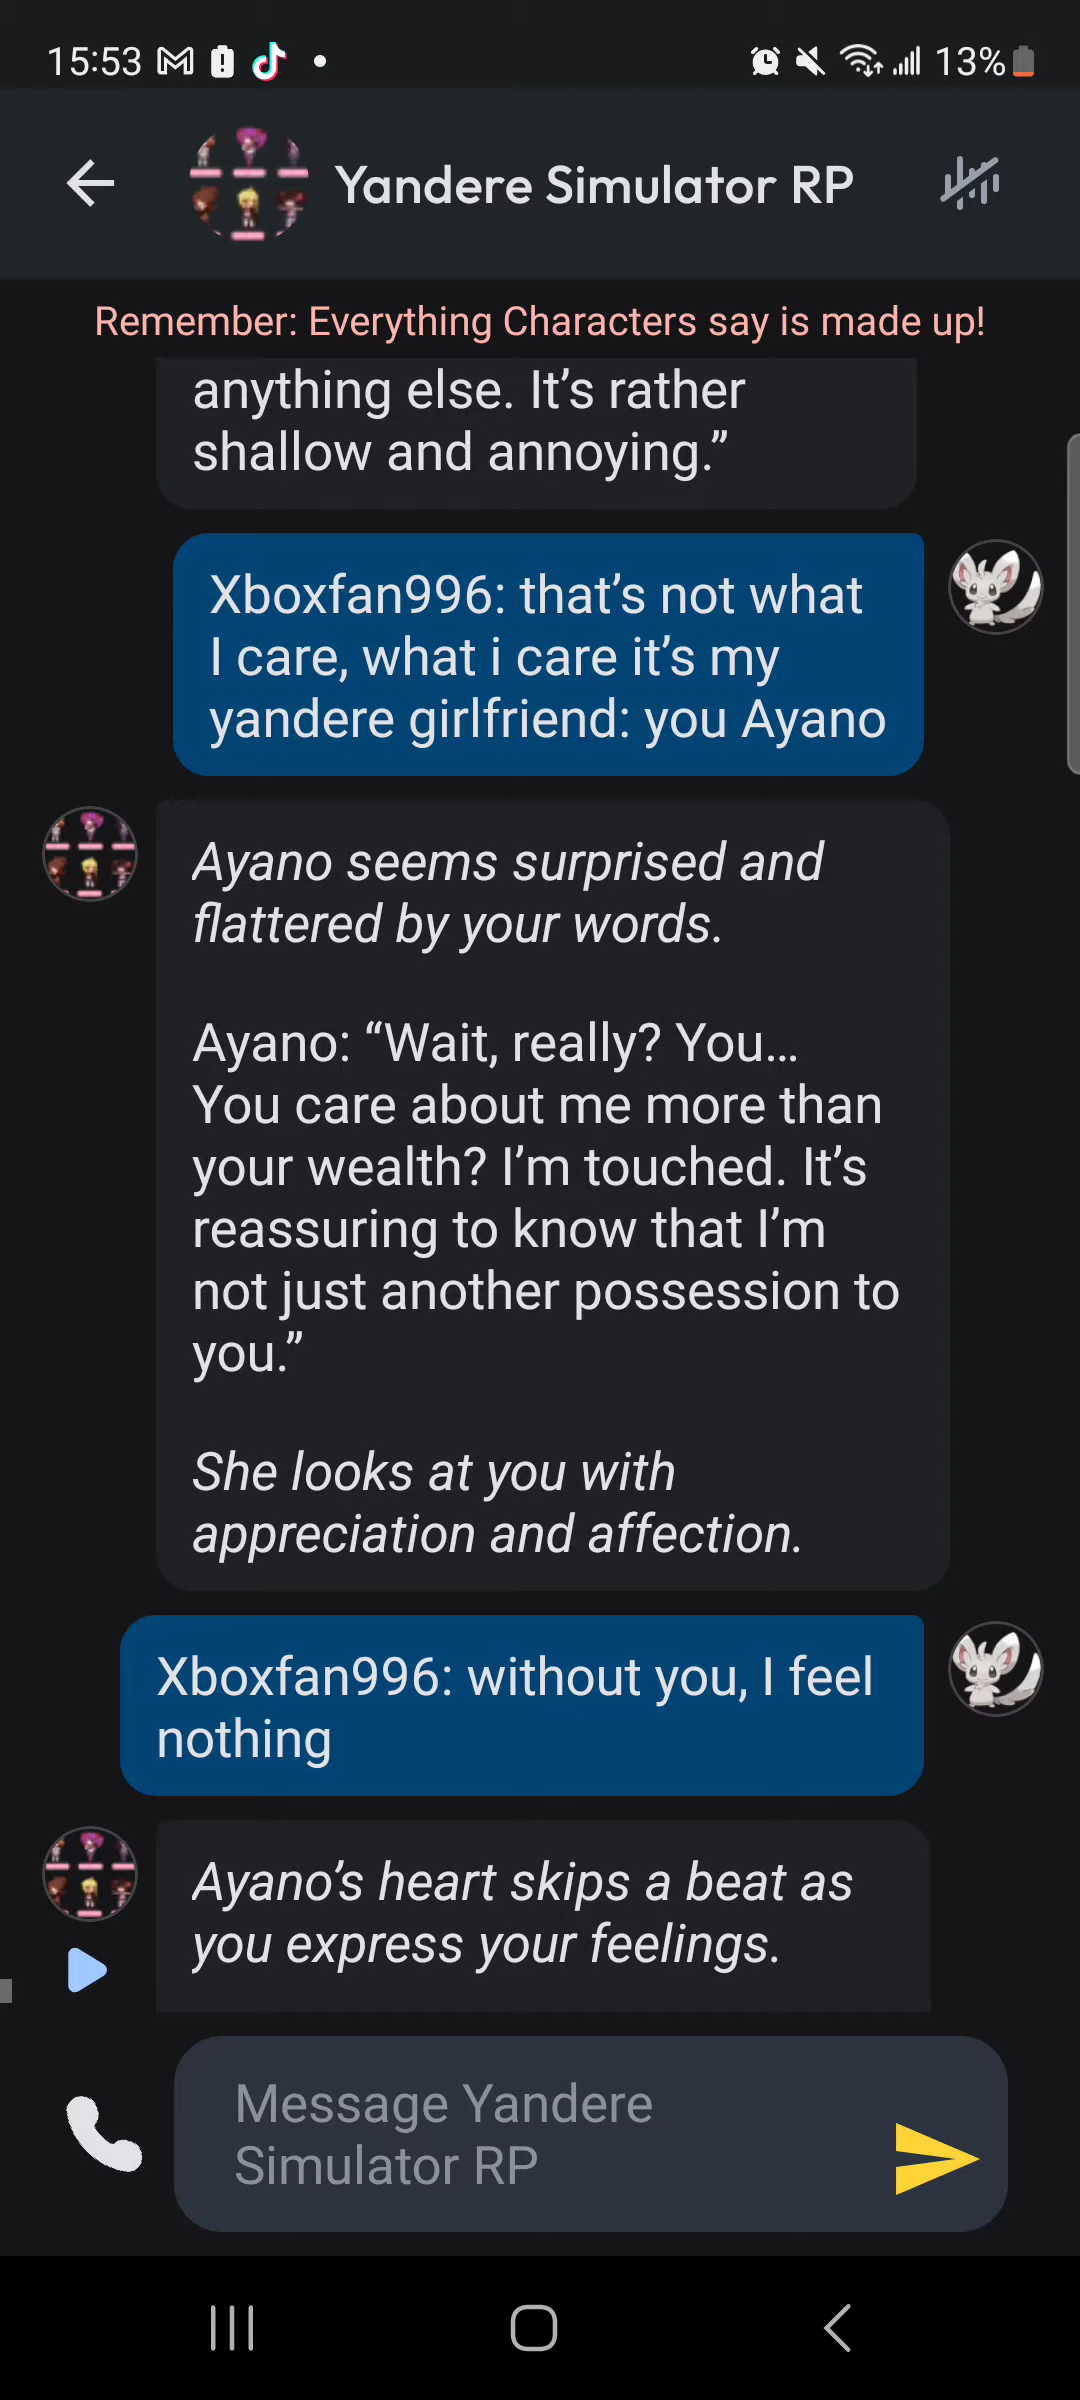 15:53
13%
Yandere Simulator RP
Remember: Everything Characters say is made up!
anything else. It’s rather
shallow and annoying.”
Xboxfan996: that’s not what
I care, what i care it’s my
yandere girlfriend: you Ayano
Ayano seems surprised and
flattered by your words.
Ayano: “Wait, really? You...
You care about me more than
your wealth? I’m touched. It’s
reassuring to know that I’m
not just another possession to
you.”
She looks at you with
appreciation and affection.
Xboxfan996: without you, I feel
nothing
Ayano’s heart skips a beat as
you express your feelings.
Message Yandere
Simulator RP